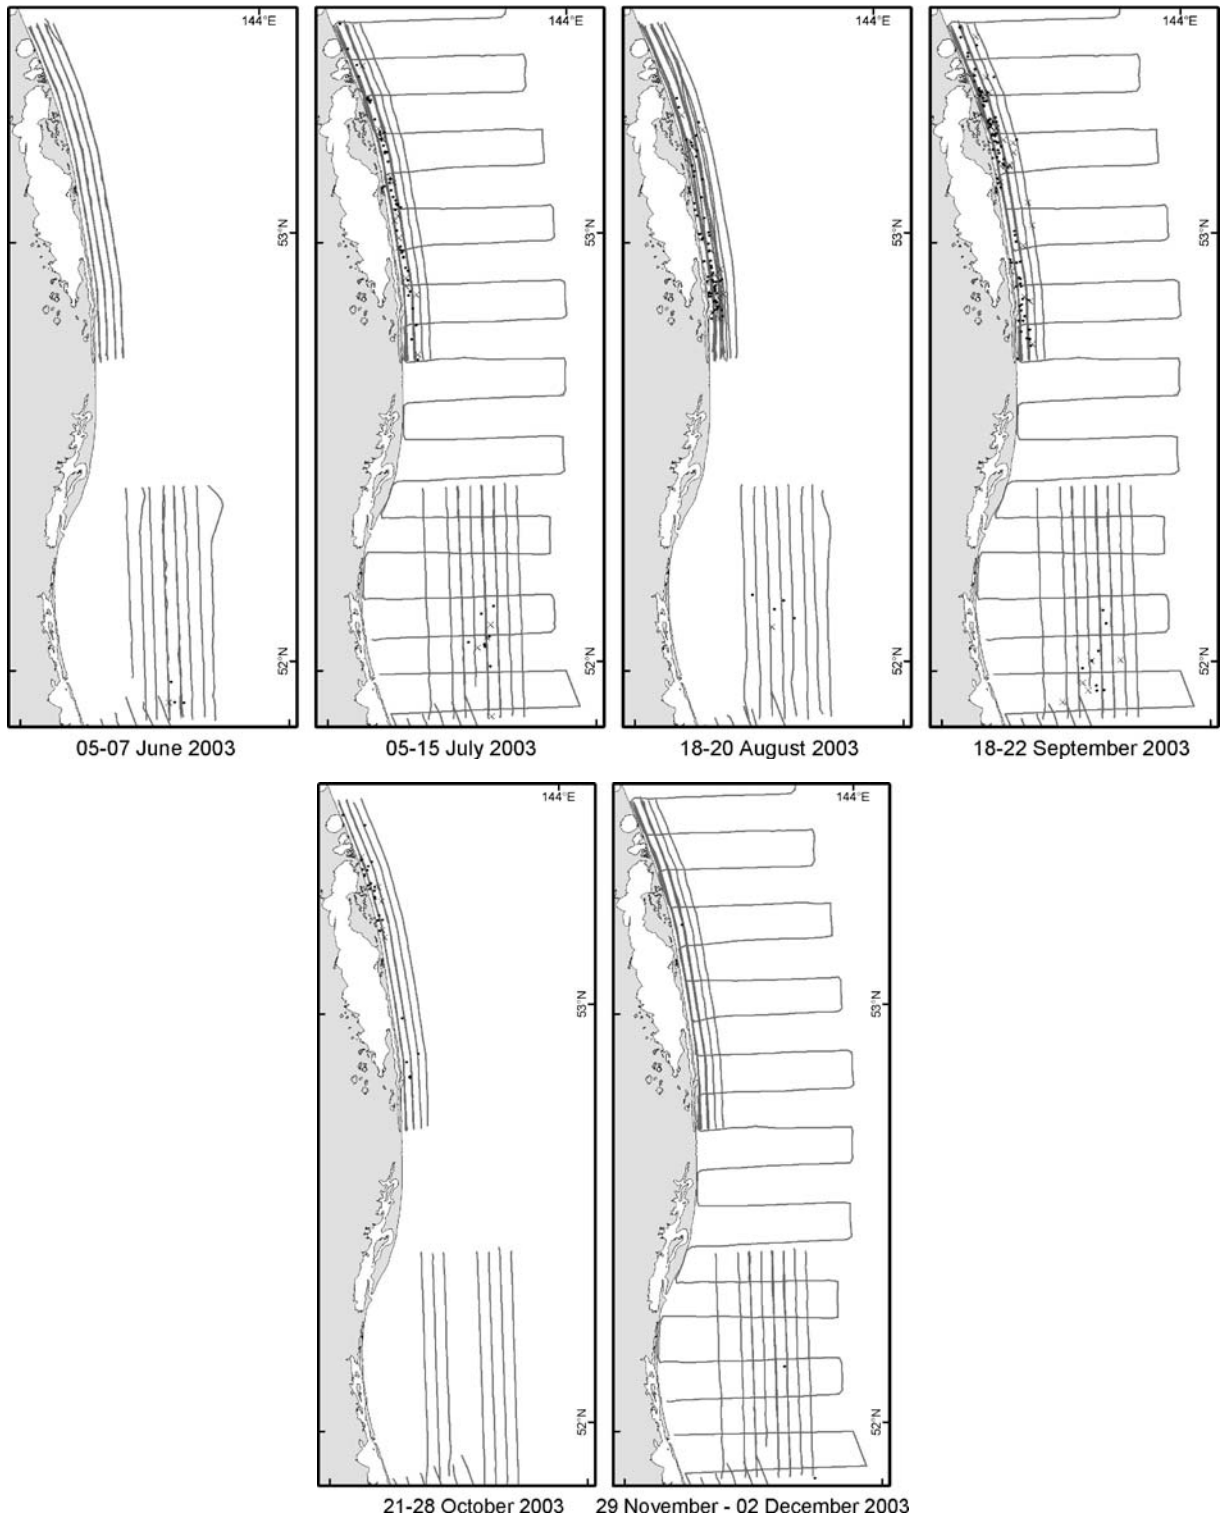 144°E
53°N
52°N
05-07 June 2003
144°E
53°N
52°N
05-15 July 2003
144°E
53°N
52°N
18-20 August 2003
144°E
53°N
52°N
18-22 September 2003
144°E
53°N
52°N
21-28 October 2003
144°E
53°N
52°N
29 November - 02 December 2003